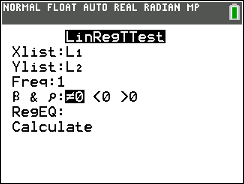 NORMAL FLOAT AUTO REAL RADIAN MP
LinRegTTest
Xlist:L₁
Ylist:L₂
Freq:1
β & ρ:≠0 <0 >0
RegEQ:
Calculate